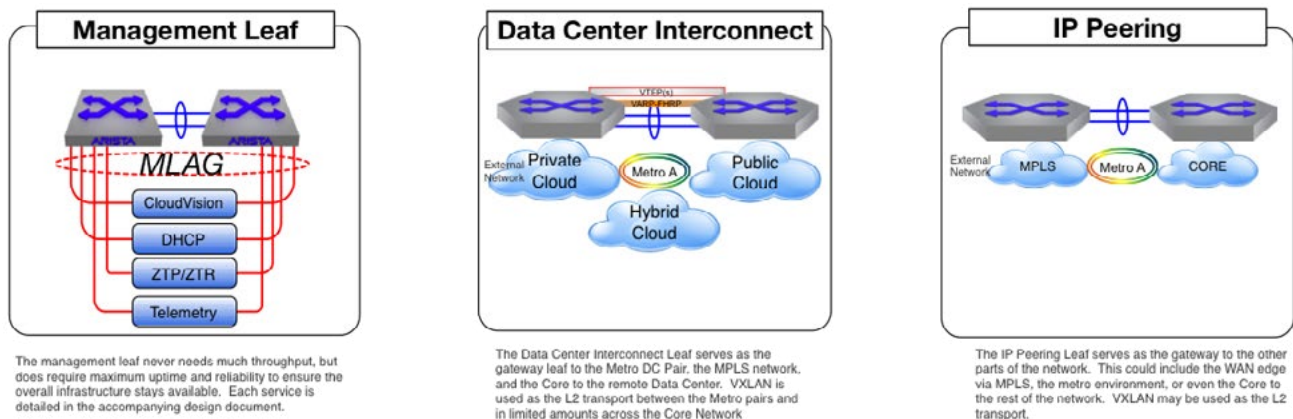 Management Leaf
ARISTA ARISTA
MLAG
CloudVision
DHCP
ZTP/ZTR
Telemetry
The management leaf never needs much throughput, but
does require maximum uptime and reliability to ensure the
overall infrastructure stays available. Each service is
detailed in the accompanying design document.
Data Center Interconnect
VTEP(s)
VARP-FHRP
External
Network
Private
Cloud
Metro A
Public
Cloud
Hybrid
Cloud
The Data Center Interconnect Leaf serves as the
gateway leaf to the Metro DC Pair, the MPLS network,
and the Core to the remote Data Center. VXLAN is
used as the L2 transport between the Metro pairs and
in limited amounts across the Core Network
IP Peering
External
Network
MPLS
Metro A
CORE
The IP Peering Leaf serves as the gateway to the other
parts of the network. This could include the WAN edge
via MPLS, the metro environment, or even the Core to
the rest of the network. VXLAN may be used as the L2
transport.